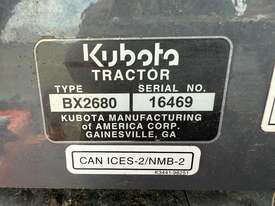 Kubota
TRACTOR
TYPE SERIAL NO.
BX2680 16469
KUBOTA MANUFACTURING
of AMERICA CORP.
GAINESVILLE, GA
CAN ICES-2/NMB-2